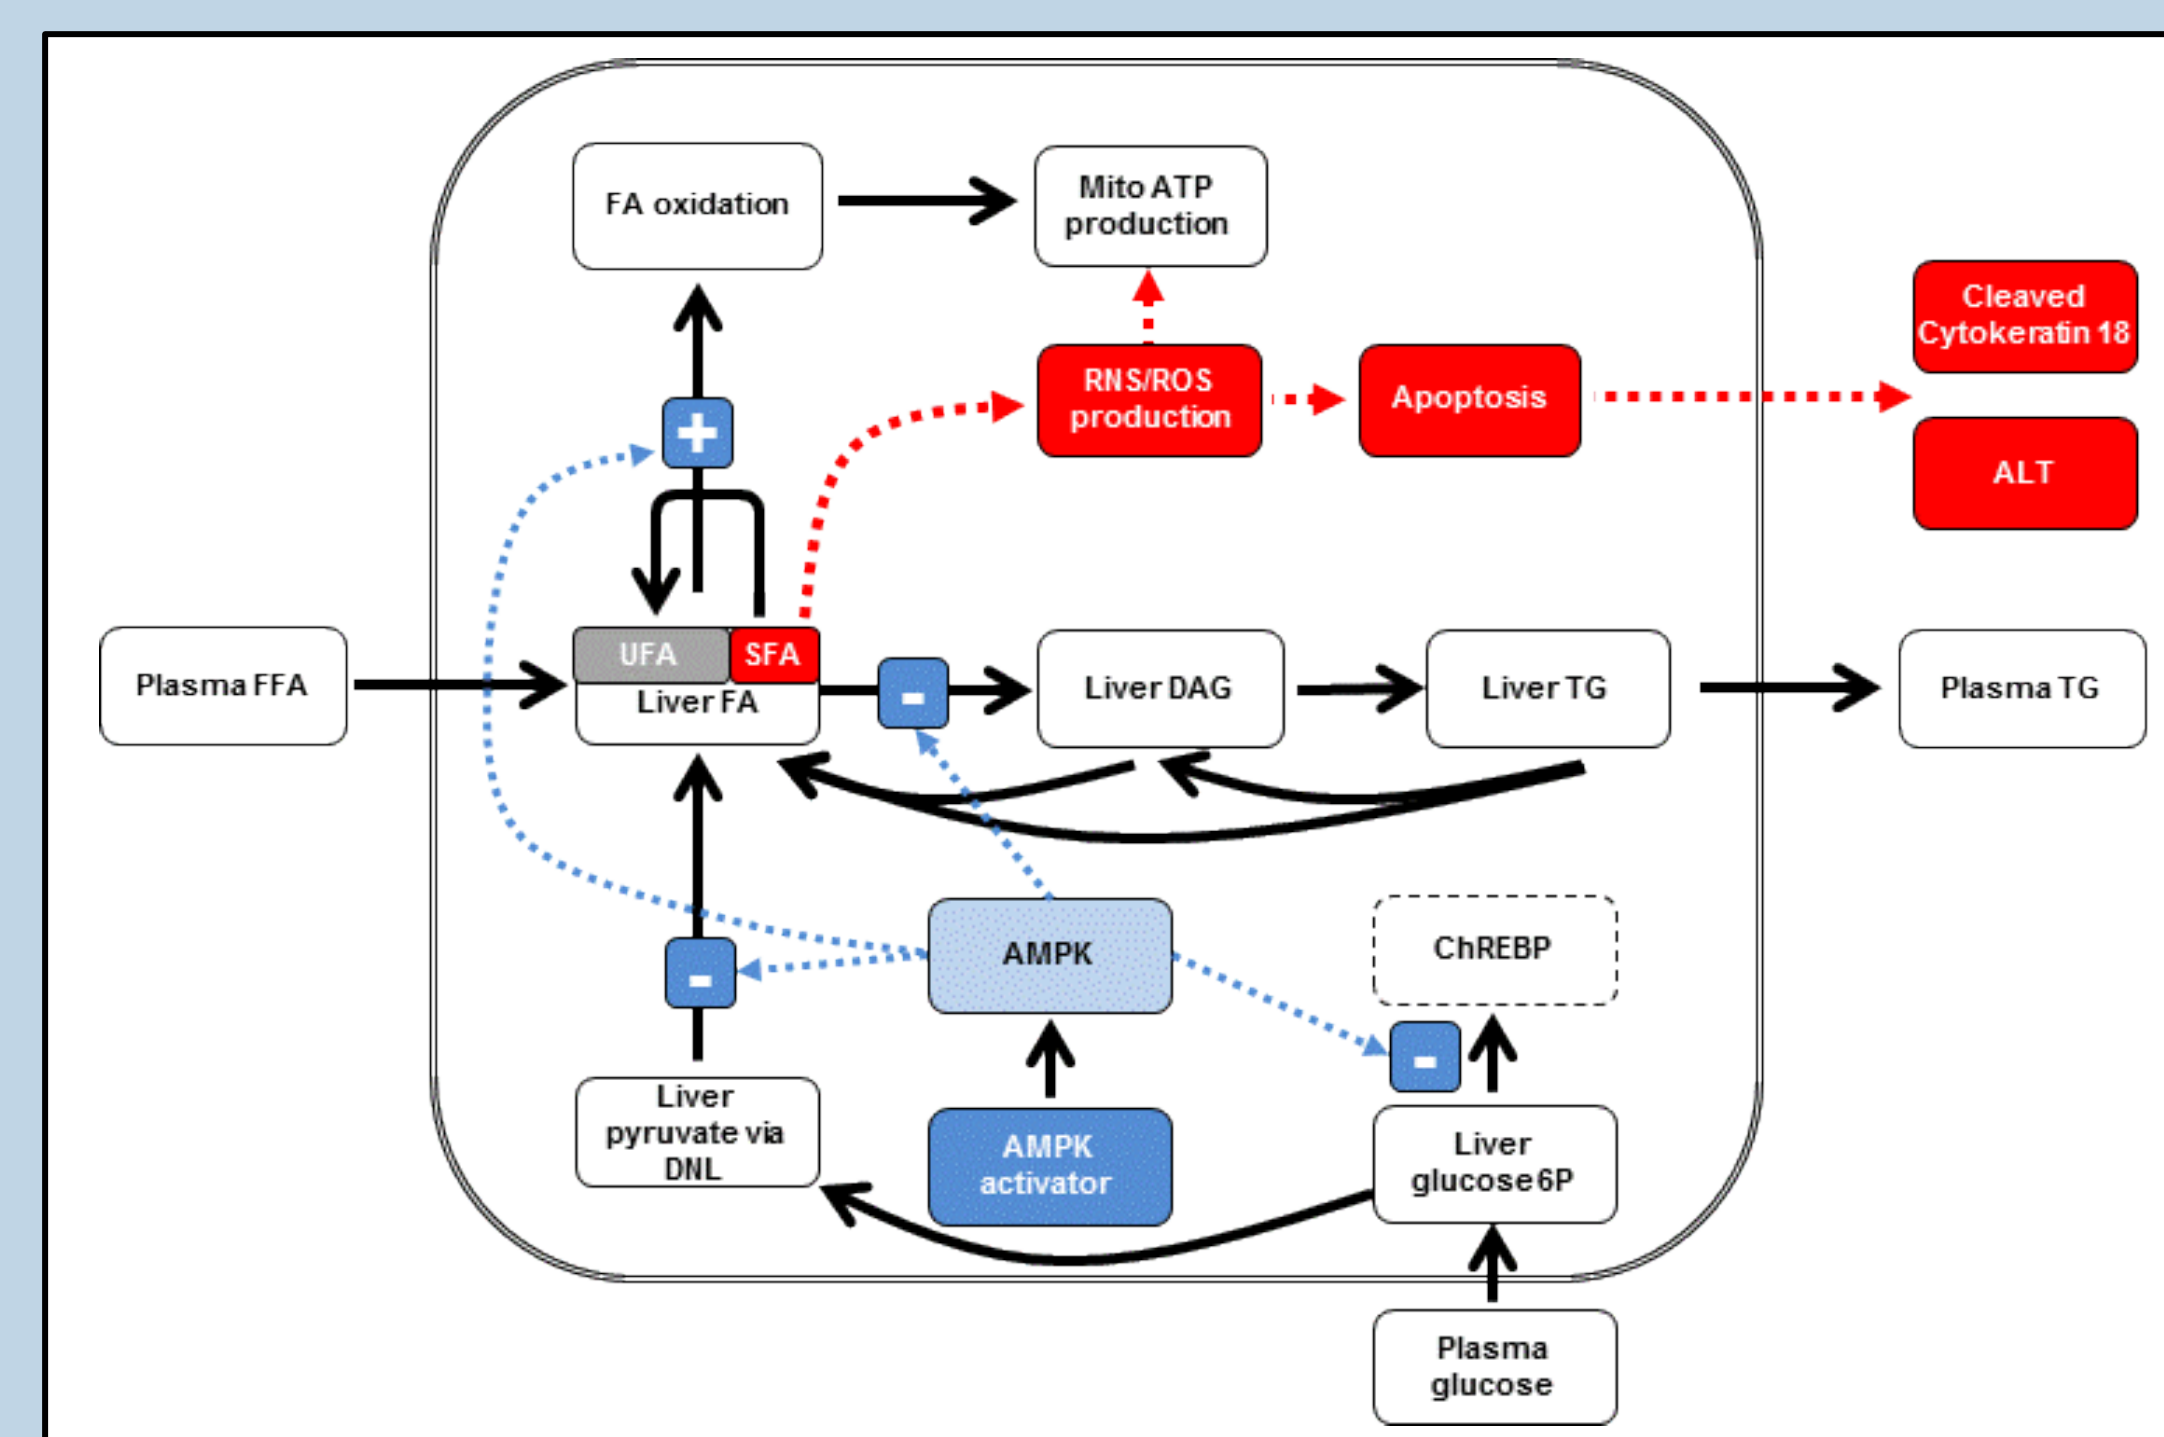 FA oxidation
Mito ATP
production
Cleaved
Cytokeratin 18
RNS/ROS
production
Apoptosis
ALT
+
UFA
SFA
Liver FA
Plasma FFA
-
Liver DAG
Liver TG
Plasma TG
AMPK
ChREBP
-
-
Liver
pyruvate via
DNL
AMPK
activator
Liver
glucose 6P
Plasma
glucose